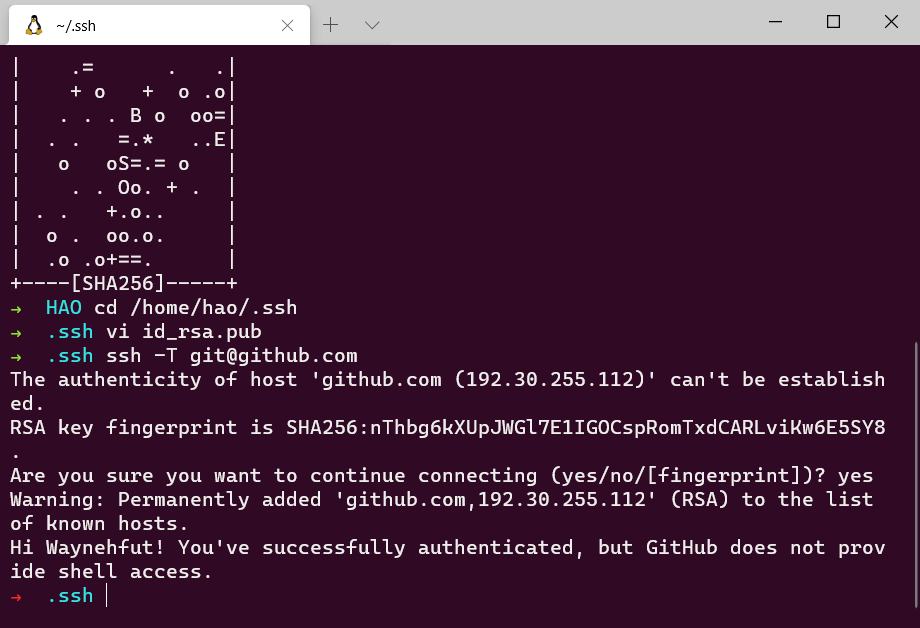 ~/.ssh
|    .=      .   .|
|    + o   +  o .o|
|   . . . B o  oo=|
|  . .   =.*   ..E|
|   o   oS=.= o   |
|    . . Oo. + .  |
| . .   +.o..     |
|  o .  oo.o.     |
|  .o .o+==.      |
+----[SHA256]-----+
→  HAO cd /home/hao/.ssh
→  .ssh vi id_rsa.pub
→  .ssh ssh -T git@github.com
The authenticity of host 'github.com (192.30.255.112)' can't be establish
ed.
RSA key fingerprint is SHA256:nThbg6kXUpJWGl7E1IGOCspRomTxdCARLviKw6E5SY8
.
Are you sure you want to continue connecting (yes/no/[fingerprint])? yes
Warning: Permanently added 'github.com,192.30.255.112' (RSA) to the list
of known hosts.
Hi Waynehfut! You've successfully authenticated, but GitHub does not prov
ide shell access.
→  .ssh